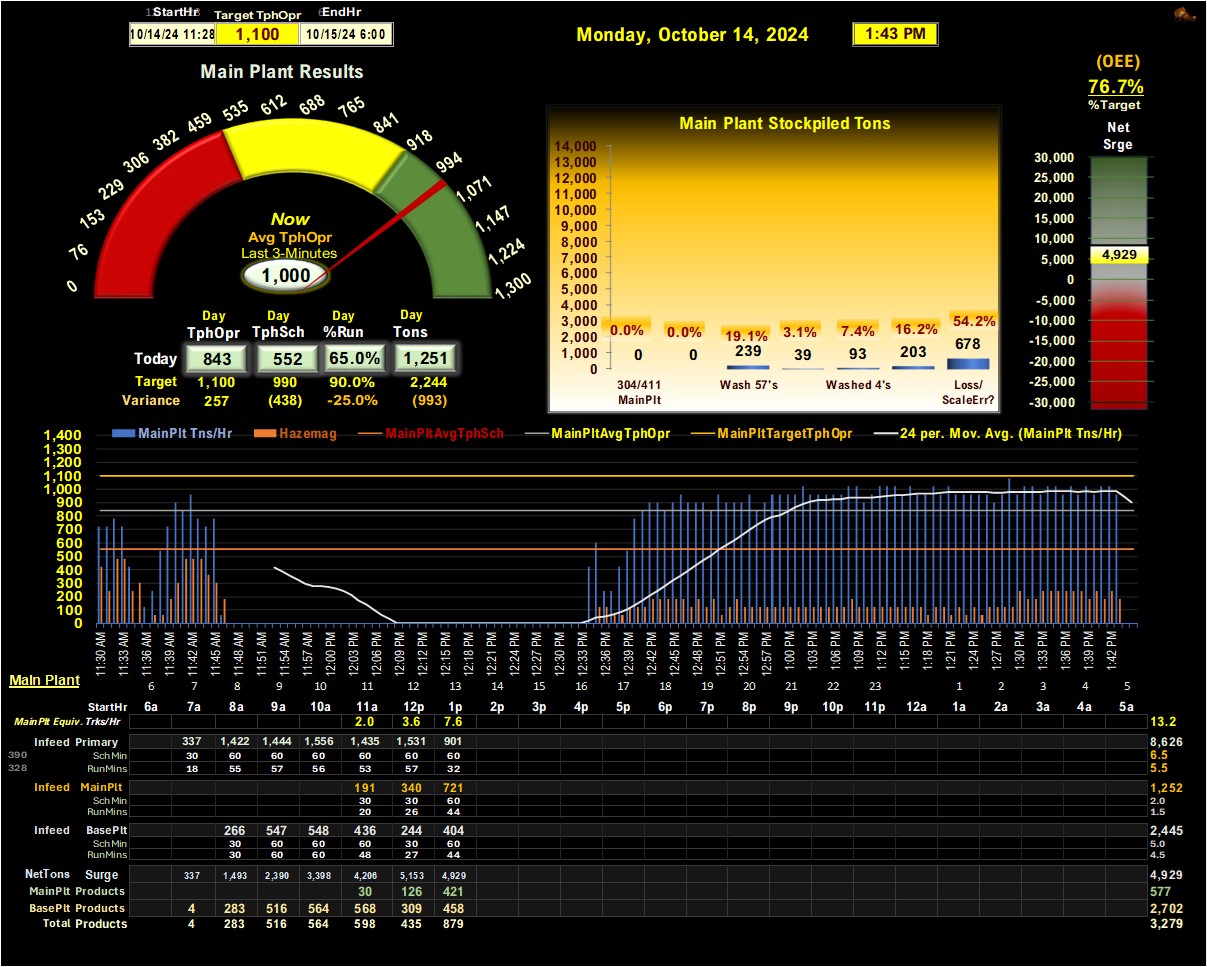 StartHr Target TphOpr EndHr
10/14/24 11:28 1,100 10/15/24 6:00
Monday, October 14, 2024
1:43 PM
(OEE)
76.7%
%Target
Net
Srge
30,000
25,000
20,000
15,000
10,000
5,000
0
-5,000
-10,000
-15,000
-20,000
-25,000
-30,000
4,929
Main Plant Results
0
76
153
229
306
382
459
535
612
688
765
841
918
994
1,071
1,147
1,224
1,300
Now
Avg TphOpr
Last 3-Minutes
1,000
Day Day Day Day
TphOpr TphSch %Run Tons
Today 843 552 65.0% 1,251
Target 1,100 990 90.0% 2,244
Variance 257 (438) -25.0% (993)
Main Plant Stockpiled Tons
14,000
13,000
12,000
11,000
10,000
9,000
8,000
7,000
6,000
5,000
4,000
3,000
2,000
1,000
0
0.0% 0.0% 19.1% 3.1% 7.4% 16.2% 54.2%
0 0 239 39 93 203 678
304/411 Wash 57's Washed 4's Loss/
MainPlt ScaleErr?
MainPlt Tns/Hr Hazemag MainPltAvgTphSch MainPltAvgTphOpr MainPltTargetTphOpr 24 per. Mov. Avg. (MainPlt Tns/Hr)
1,400
1,300
1,200
1,100
1,000
900
800
700
600
500
400
300
200
100
0
11:30 AM 11:33 AM 11:36 AM 11:39 AM 11:42 AM 11:45 AM 11:48 AM 11:51 AM 11:54 AM 11:57 AM 12:00 PM 12:03 PM 12:06 PM 12:09 PM 12:12 PM 12:15 PM 12:18 PM 12:21 PM 12:24 PM 12:27 PM 12:30 PM 12:33 PM 12:36 PM 12:39 PM 12:42 PM 12:45 PM 12:48 PM 12:51 PM 12:54 PM 12:57 PM 1:00 PM 1:03 PM 1:06 PM 1:09 PM 1:12 PM 1:15 PM 1:18 PM 1:21 PM 1:24 PM 1:27 PM 1:30 PM 1:33 PM 1:36 PM 1:39 PM 1:42 PM
Main Plant 6 7 8 9 10 11 12 13 14 15 16 17 18 19 20 21 22 23 1 2 3 4 5
StartHr 6a 7a 8a 9a 10a 11a 12p 1p 2p 3p 4p 5p 6p 7p 8p 9p 10p 11p 12a 1a 2a 3a 4a 5a
MainPlt Equiv. Trks/Hr 2.0 3.6 7.6 13.2
Infeed Primary 337 1,422 1,444 1,556 1,435 1,531 901 8,626
390 Sch Min 30 60 60 60 60 60 60 6.5
328 RunMins 18 55 57 56 53 57 32 5.5
Infeed MainPlt 191 340 721 1,252
Sch Min 30 30 60 2.0
RunMins 20 26 44 1.5
Infeed BasePlt 266 547 548 436 244 404 2,445
Sch Min 30 60 60 60 30 60 5.0
RunMins 30 60 60 48 27 44 4.5
NetTons Surge 337 1,493 2,390 3,398 4,206 5,153 4,929 4,929
MainPlt Products 30 126 421 577
BasePlt Products 4 283 516 564 568 309 458 2,702
Total Products 4 283 516 564 598 435 879 3,279